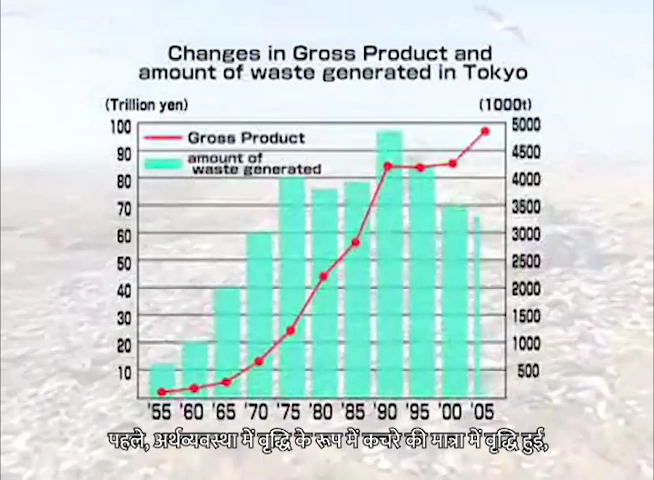 Changes in Gross Product and
amount of waste generated in Tokyo
(Trillion yen) (1000t)
Gross Product
amount of
waste generated
100 5000
90 4500
80 4000
70 3500
60 3000
50 2500
40 2000
30 1500
20 1000
10 500
'55 '60 '65 '70 '75 '80 '85 '90 '95 '00 '05
पहले, अर्थव्यवस्था में वृद्धि के रूप में कचरे की मात्रा में वृद्धि हुई,